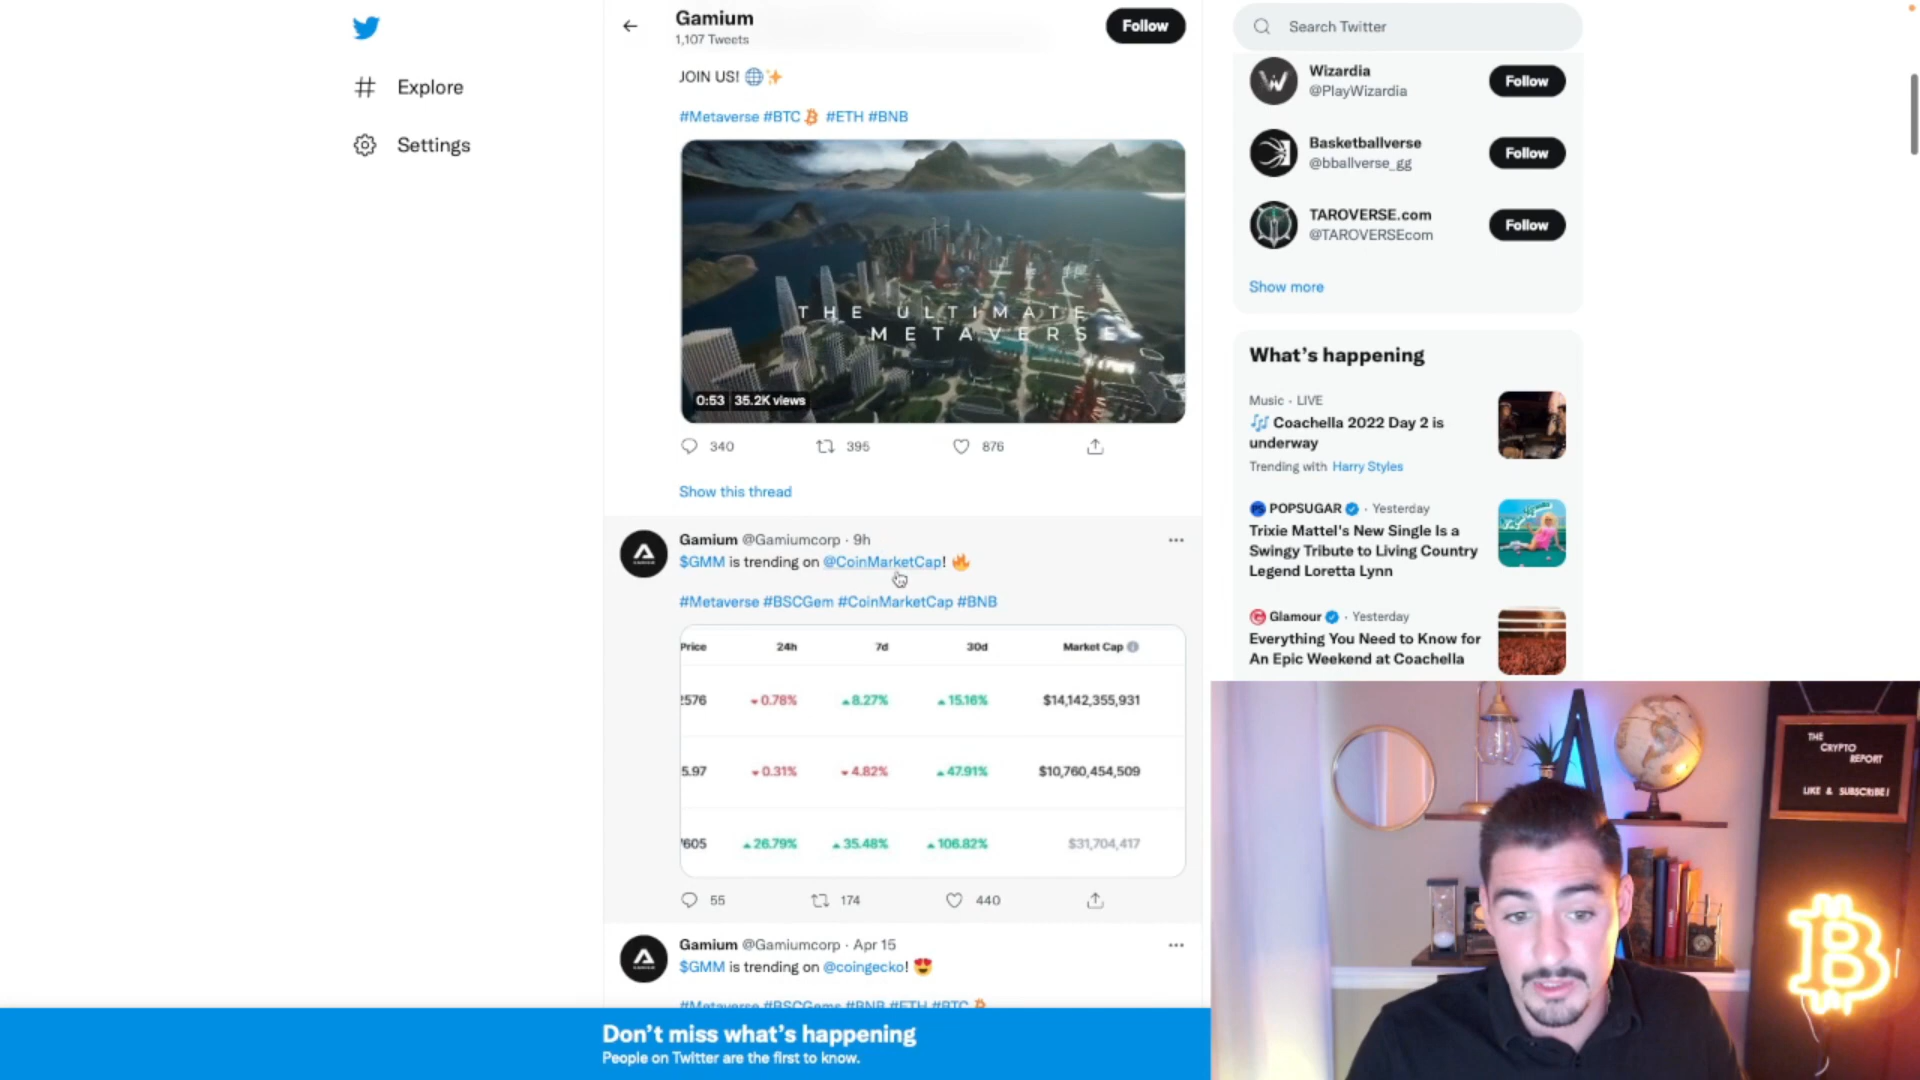 Explore
Settings
Gamium
1,107 Tweets
Follow
JOIN US!
#Metaverse #BTC #ETH #BNB
THE ULTIMATE
METAVERSE
0:53 35.2K views
340 395 876
Show this thread
Gamium @Gamiumcorp · 9h
$GMM is trending on @CoinMarketCap!
#Metaverse #BSCGem #CoinMarketCap #BNB
Price 24h 7d 30d Market Cap
2576 0.78% 8.27% 15.16% $14,142,355,931
5.97 0.31% 4.82% 47.91% $10,760,454,509
7605 26.79% 35.48% 106.82% $31,704,417
55 174 440
Gamium @Gamiumcorp · Apr 15
$GMM is trending on @coingecko!
#Metaverse #BSCGems #BNB #ETH #BTC
Don't miss what's happening
People on Twitter are the first to know.
Search Twitter
Wizardia
@PlayWizardia
Follow
Basketballverse
@bballverse_gg
Follow
TAROVERSE.com
@TAROVERSEcom
Follow
Show more
What's happening
Music · LIVE
Coachella 2022 Day 2 is
underway
Trending with Harry Styles
POPSUGAR · Yesterday
Trixie Mattel's New Single Is a
Swingy Tribute to Living Country
Legend Loretta Lynn
Glamour · Yesterday
Everything You Need to Know for
An Epic Weekend at Coachella
THE
CRYPTO
REPORT
LIKE & SUBSCRIBE!